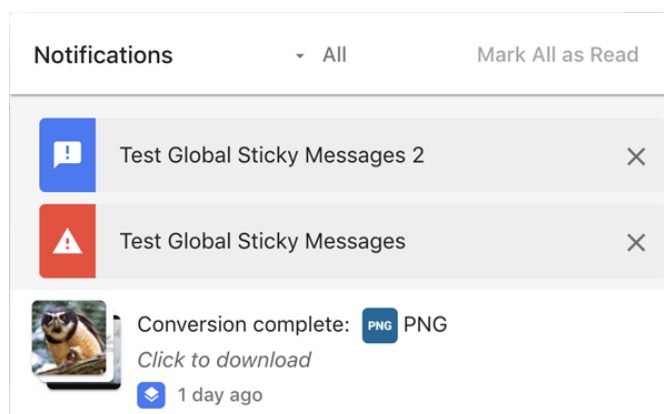 Notifications All Mark All as Read
Test Global Sticky Messages 2
Test Global Sticky Messages
Conversion complete: PNG PNG
Click to download
1 day ago